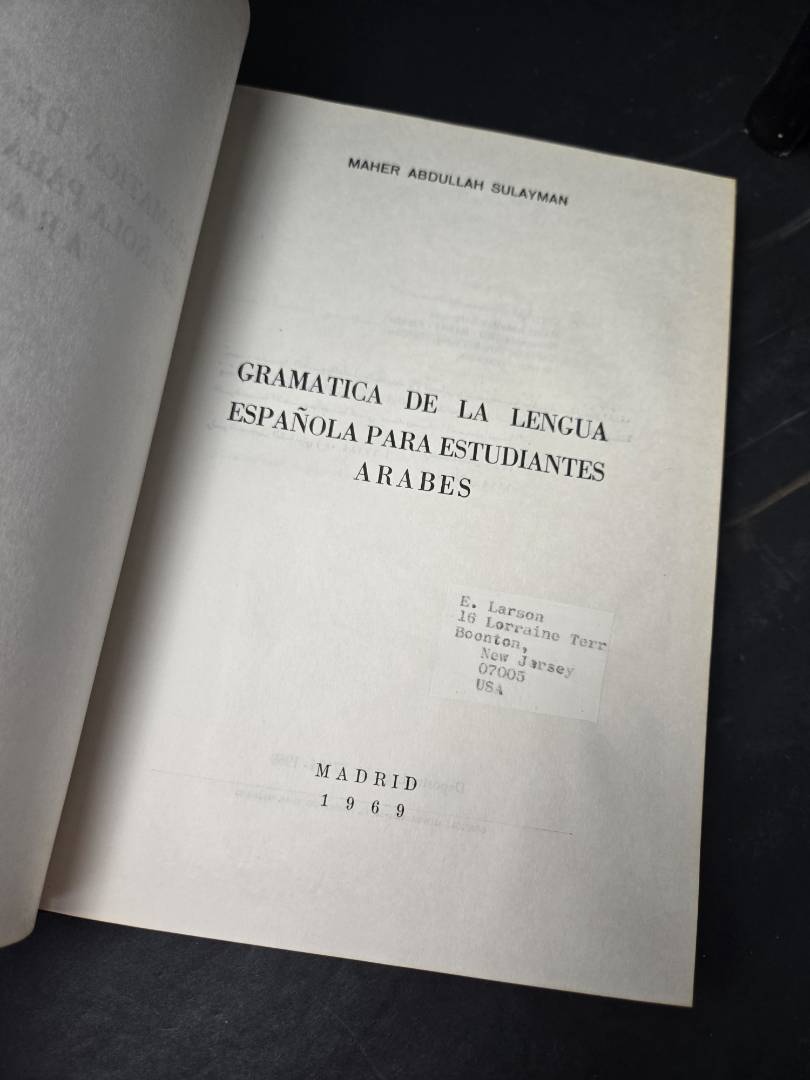 MAHER ABDULLAH SULAYMAN
GRAMATICA DE LA LENGUA
ESPAÑOLA PARA ESTUDIANTES
ARABES
E. Larson
16 Lorraine Terr
Boonton,
New Jarsey
07005
USA
MADRID
1969